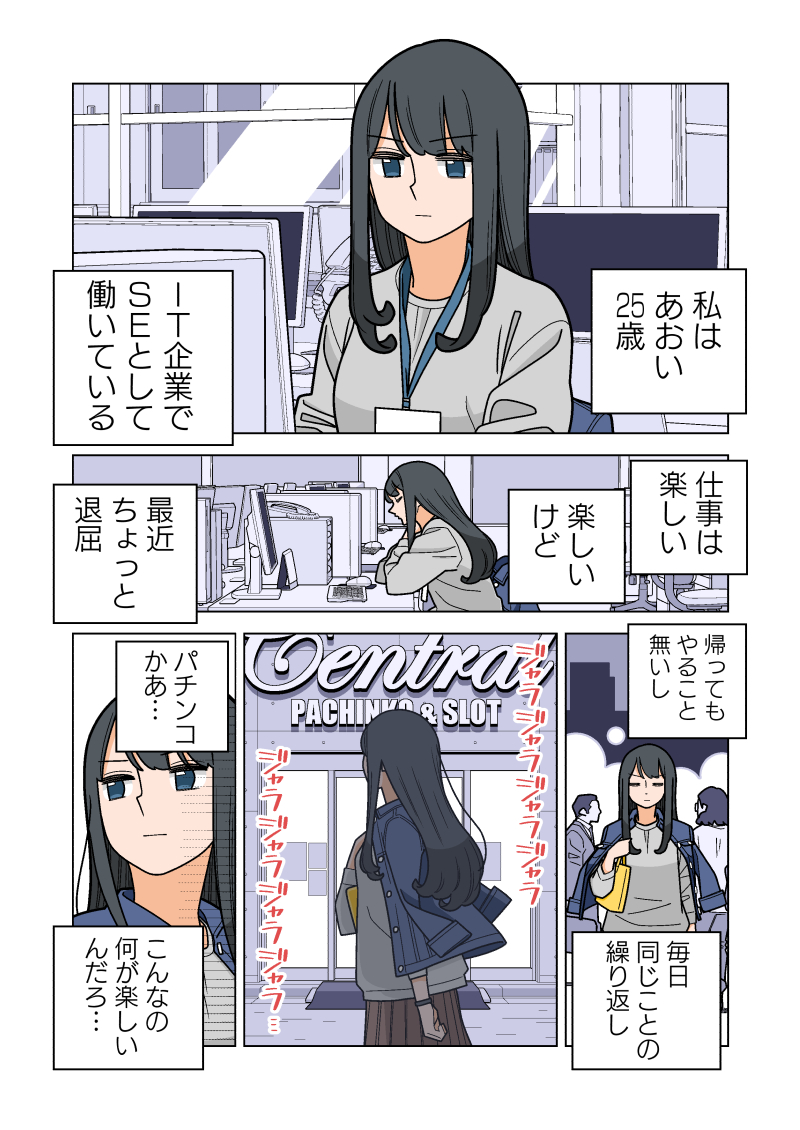 私は
あおい
25歳
IT企業で
SEとして
働いている
仕事は
楽しい
楽しい
けど
最近
ちょっと
退屈
帰っても
やること
無いし
毎日
同じことの
繰り返し
Central
PACHINKO & SLOT
ジャラジャラジャラジャラ
ジャラジャラジャラジャラ…
パチンコ
かあ…
こんなの
何が楽しい
んだろ…